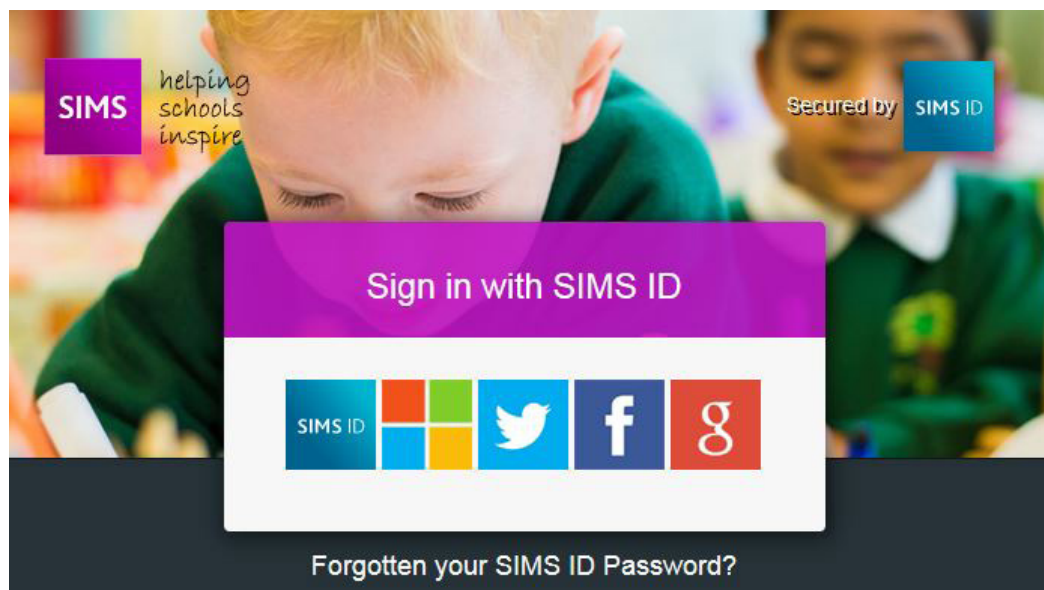 SIMS
helping
schools
inspire
Secured by
SIMS ID
Sign in with SIMS ID
SIMS ID
f
g
Forgotten your SIMS ID Password?